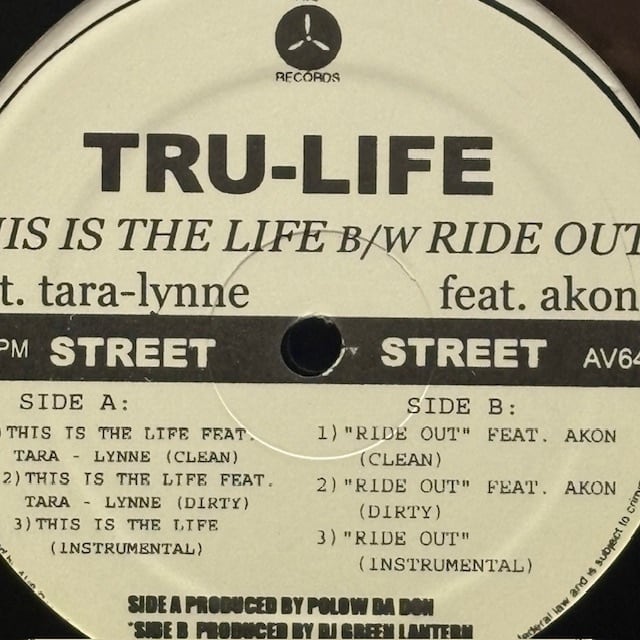 RECORDS
TRU-LIFE
HIS IS THE LIFE B/W RIDE OUT
t. tara-lynne feat. akon
PM STREET STREET AV64
SIDE A:
)THIS IS THE LIFE FEAT.
TARA - LYNNE (CLEAN)
2)THIS IS THE LIFE FEAT.
TARA - LYNNE (DIRTY)
3)THIS IS THE LIFE
(INSTRUMENTAL)
SIDE B:
1)"RIDE OUT" FEAT. AKON
(CLEAN)
2)"RIDE OUT" FEAT. AKON
(DIRTY)
3)"RIDE OUT"
(INSTRUMENTAL)
SIDE A PRODUCED BY POLOW DA DON
*SIDE B PRODUCED BY DJ GREEN LANTERN
federal law and is subject to crim